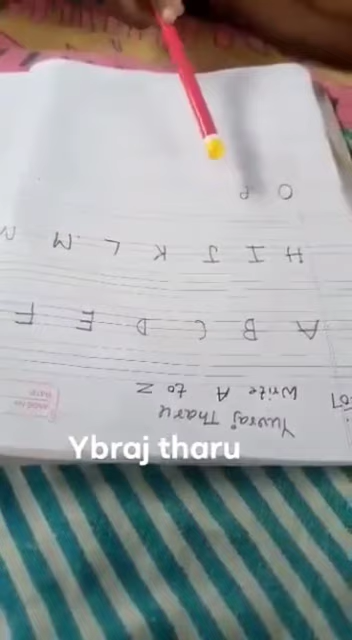 Yuvraj Tharu
Write A to Z
A B C D E F
H I J K L M N
O P
Ybraj tharu